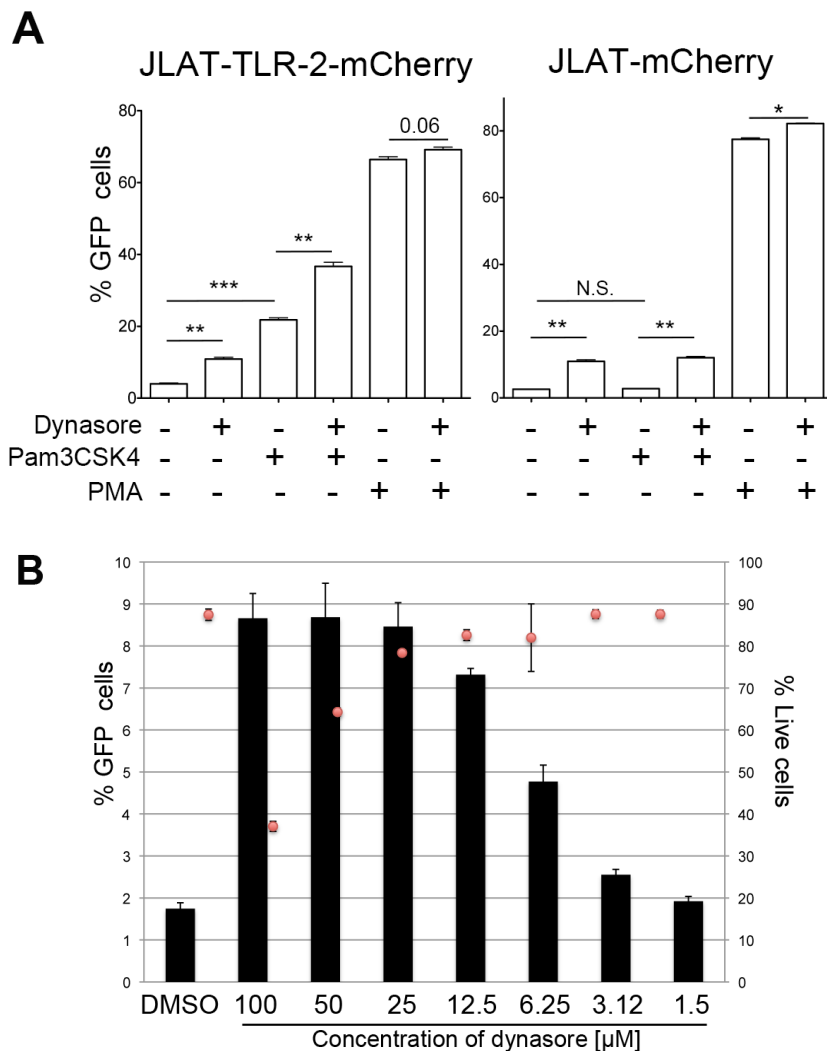 A
JLAT-TLR-2-mCherry JLAT-mCherry
% GFP cells
80
60
40
20
0
** *** ** 0.06
80
60
40
20
0
** N.S. ** *
Dynasore - + - + - + - + - + - +
Pam3CSK4 - - + + - - - - + + - -
PMA - - - - + + - - - - + +
B
% GFP cells
10
9
8
7
6
5
4
3
2
1
0
100
90
80
70
60
50
40
30
20
10
0
% Live cells
DMSO 100 50 25 12.5 6.25 3.12 1.5
Concentration of dynasore [µM]